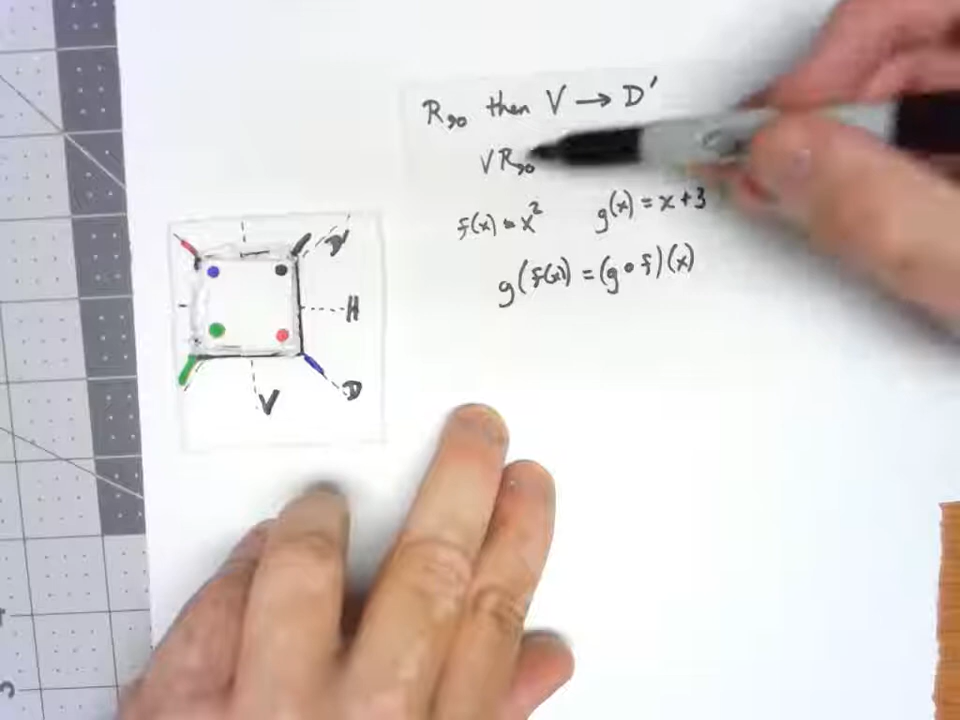 R₉₀ then V → D'
VR₉₀
f(x) = x² g(x) = x + 3
g(f(x) = (g ∘ f)(x)
D'
H
D
V